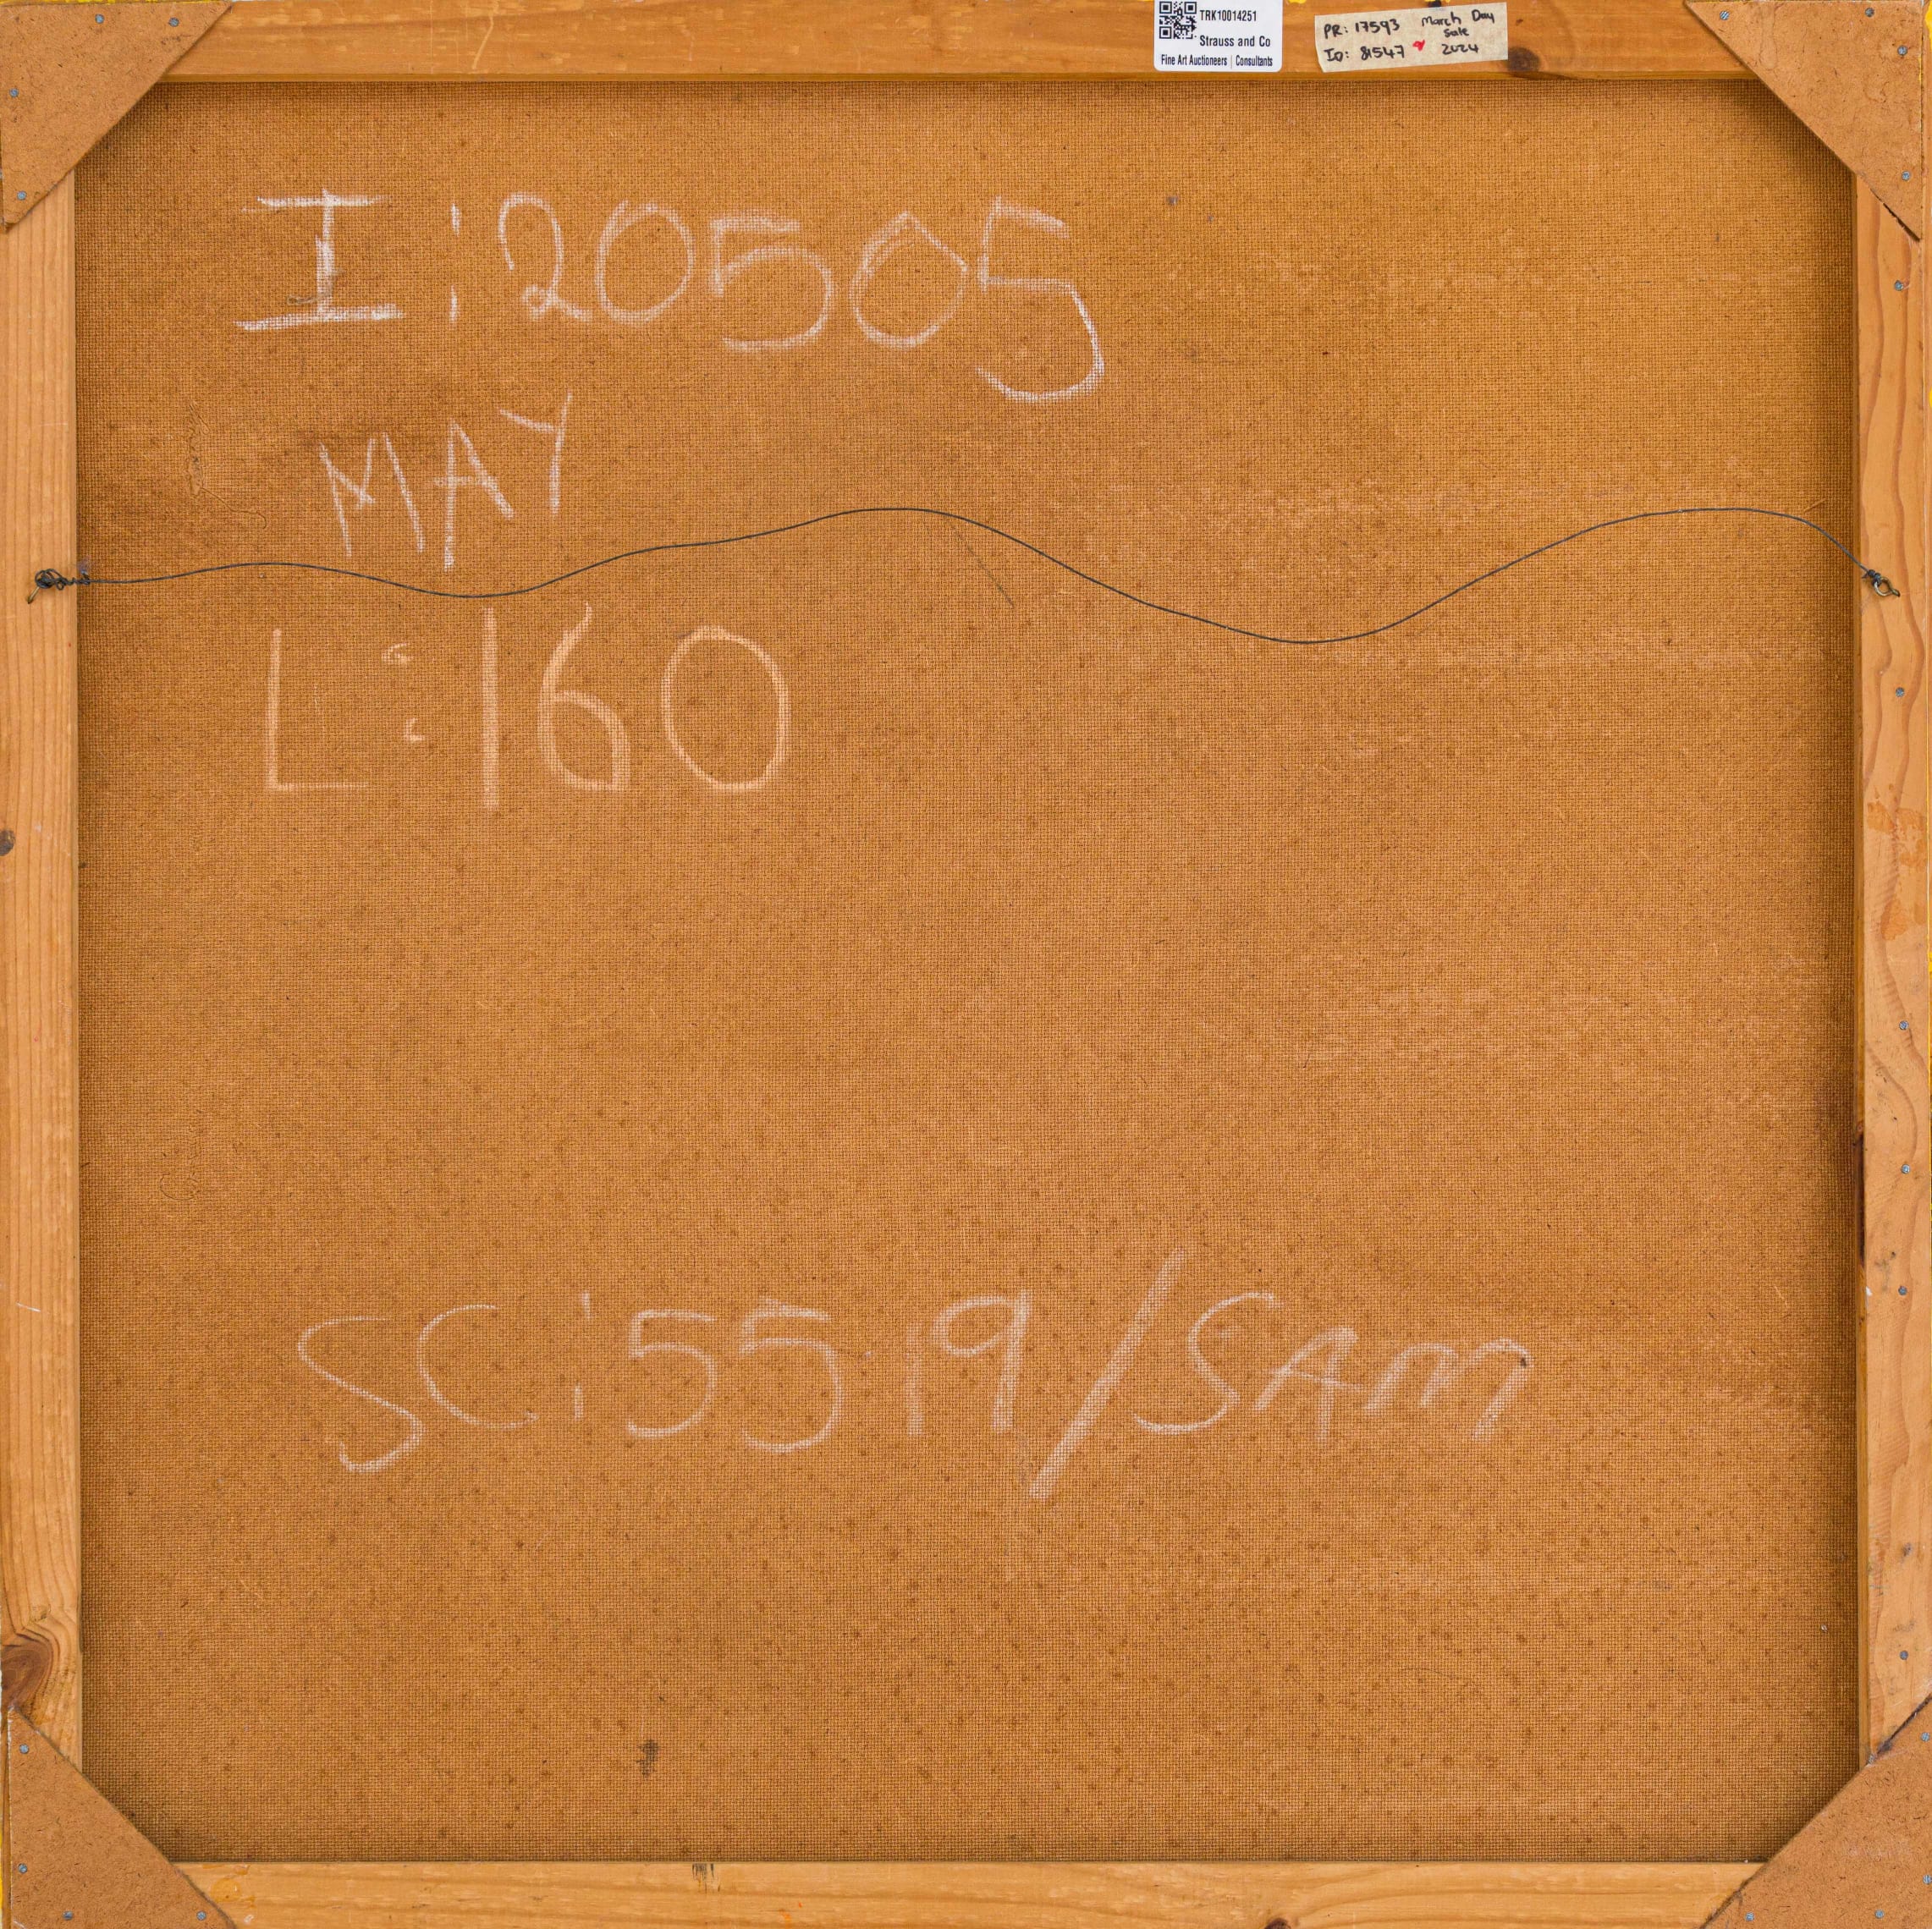 TRK10014251
Strauss and Co
Fine Art Auctioneers | Consultants
PR: 17593 March Day
Sale
ID: 81547 2024
I:20505
MAY
L:160
SC:5519/SAM